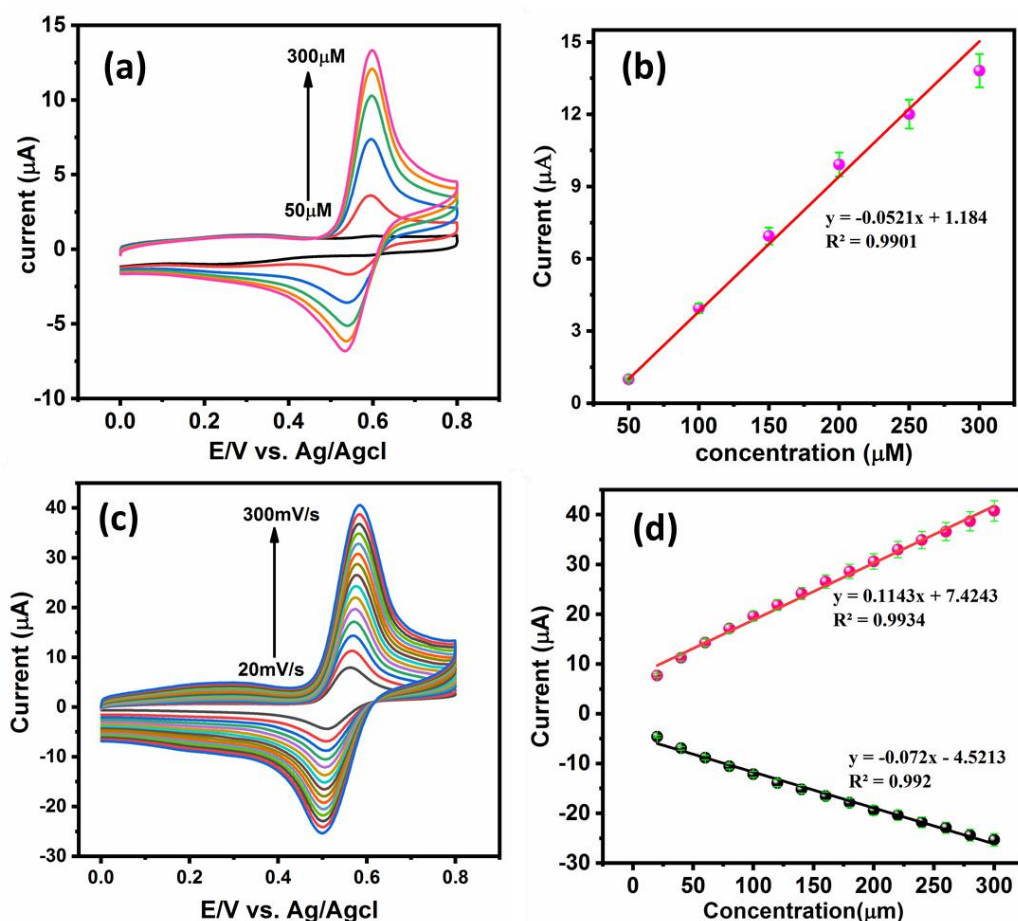 (a)
300μM
50μM
current (μA)
15
10
5
0
-5
-10
0.0 0.2 0.4 0.6 0.8
E/V vs. Ag/Agcl
(b)
Current (μA)
15
12
9
6
3
0
y = -0.0521x + 1.184
R² = 0.9901
50 100 150 200 250 300
concentration (μM)
(c)
300mV/s
20mV/s
Current (μA)
50
40
30
20
10
0
-10
-20
-30
0.0 0.2 0.4 0.6 0.8
E/V vs. Ag/Agcl
(d)
Current (μA)
40
30
20
10
0
-10
-20
-30
y = 0.1143x + 7.4243
R² = 0.9934
y = -0.072x - 4.5213
R² = 0.992
0 50 100 150 200 250 300
Concentration(μm)